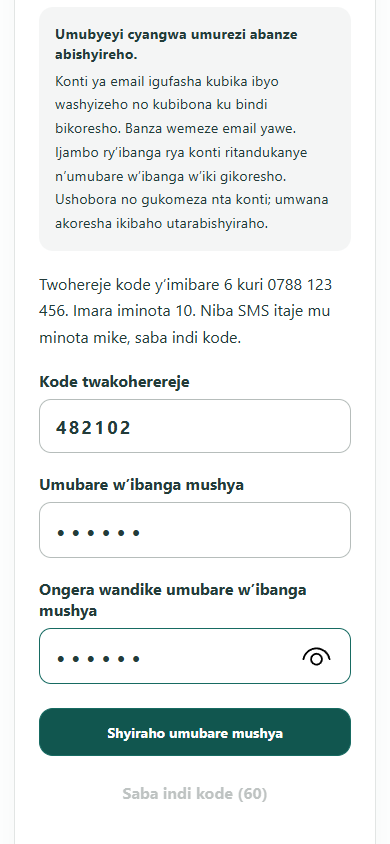 Umubyeyi cyangwa umurezi abanze
abishyireho.
Konti ya email igufasha kubika ibyo
washyizeho no kubibona ku bindi
bikoresho. Banza wemeze email yawe.
Ijambo ry’ibanga rya konti ritandukanye
n’umubare w’ibanga w’iki gikoresho.
Ushobora no gukomeza nta konti; umwana
akoresha ikibaho utarabishyiraho.
Twohereje kode y’imibare 6 kuri 0788 123
456. Imara iminota 10. Niba SMS itaje mu
minota mike, saba indi kode.
Kode twakoherereje
482102
Umubare w’ibanga mushya
••••••
Ongera wandike umubare w’ibanga
mushya
••••••
Shyiraho umubare mushya
Saba indi kode (60)